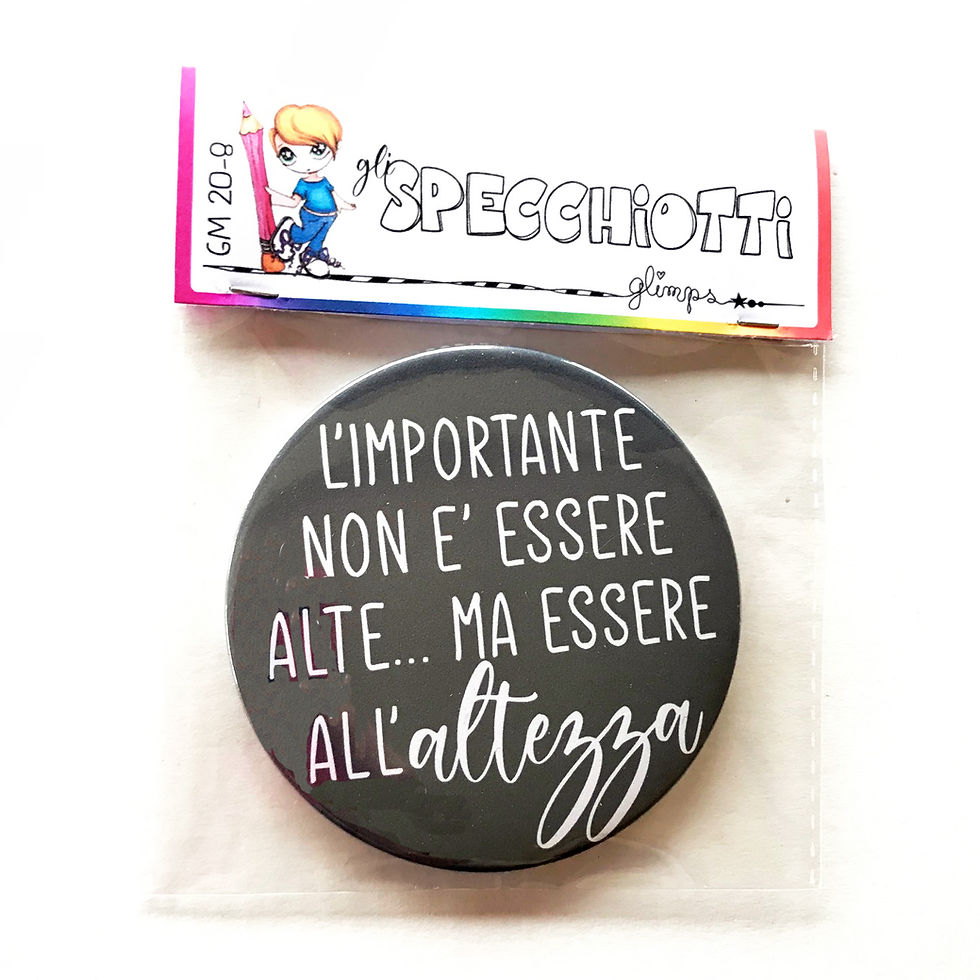 GM 20-8
gli SPECCHiOTTi
glimps
L'IMPORTANTE
NON E' ESSERE
ALTE... MA ESSERE
ALL'altezza